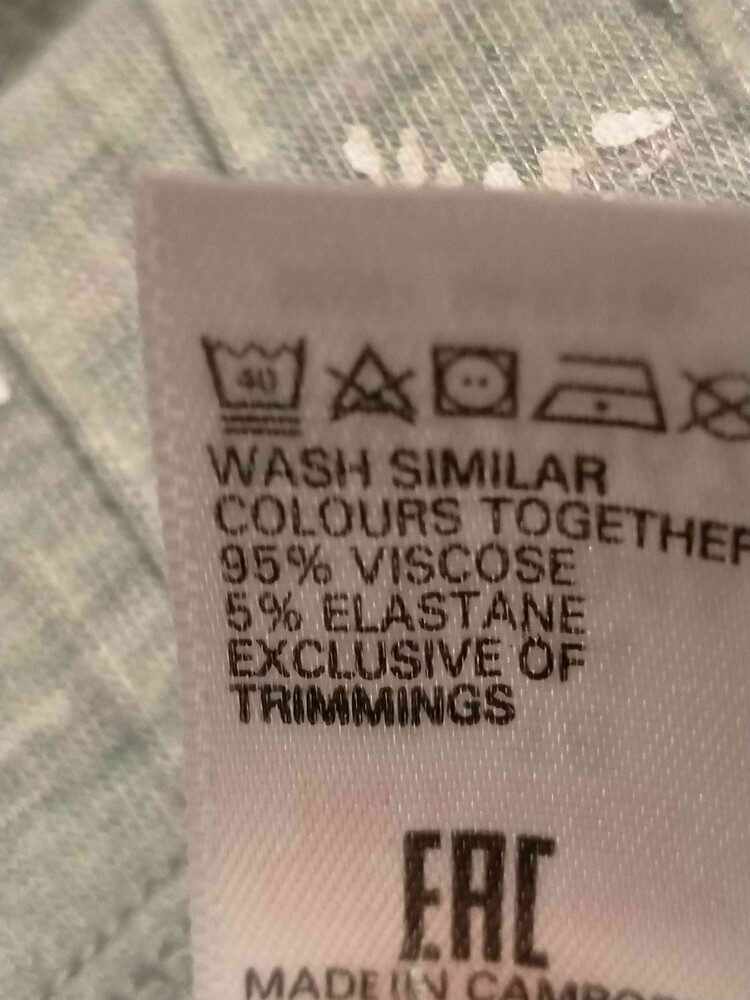 40
WASH SIMILAR
COLOURS TOGETHER
95% VISCOSE
5% ELASTANE
EXCLUSIVE OF
TRIMMINGS
EAC
MADE IN